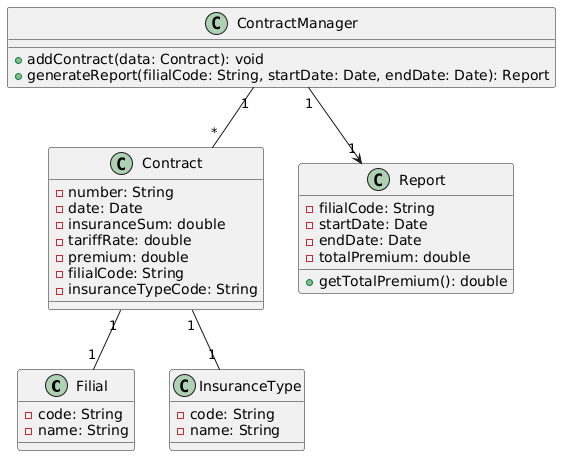 C ContractManager
addContract(data: Contract): void
generateReport(filialCode: String, startDate: Date, endDate: Date): Report
1 1
* 1
C Contract
number: String
date: Date
insuranceSum: double
tariffRate: double
premium: double
filialCode: String
insuranceTypeCode: String
C Report
filialCode: String
startDate: Date
endDate: Date
totalPremium: double
getTotalPremium(): double
1 1
1 1
C Filial
code: String
name: String
C InsuranceType
code: String
name: String